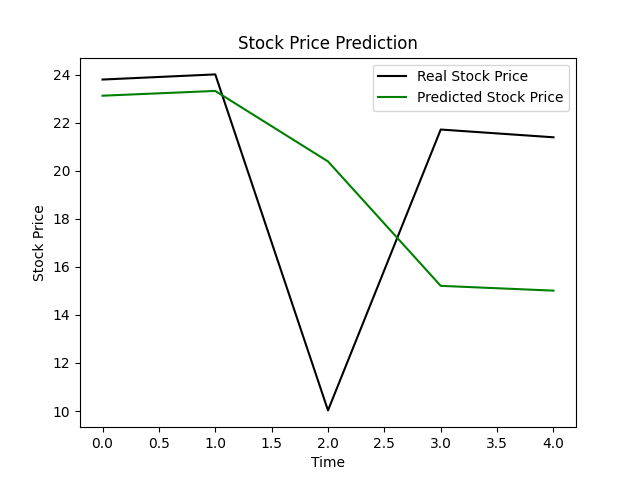 Stock Price Prediction
Real Stock Price
Predicted Stock Price
Stock Price
24
22
20
18
16
14
12
10
0.0 0.5 1.0 1.5 2.0 2.5 3.0 3.5 4.0
Time